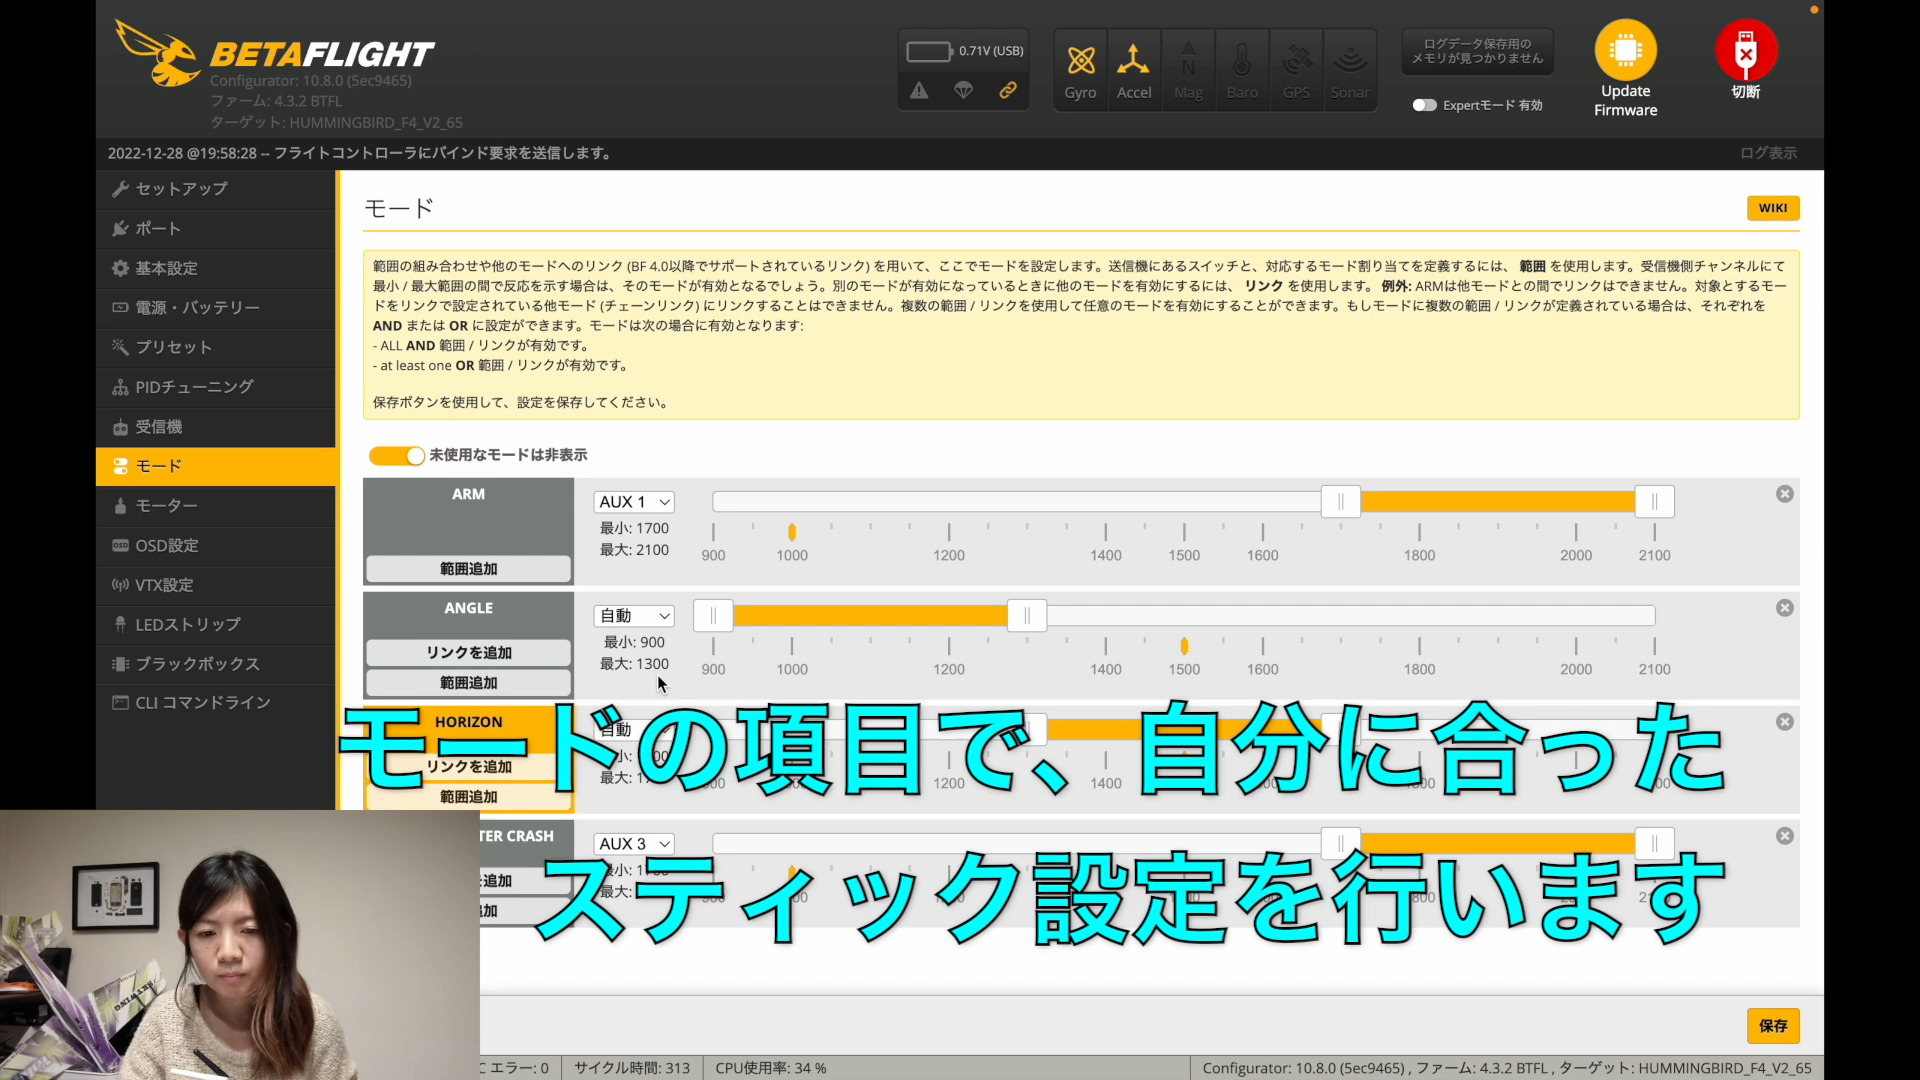 BETAFLIGHT
Configurator: 10.8.0 (5ec9465)
ファーム: 4.3.2 BTFL
ターゲット: HUMMINGBIRD_F4_V2_65
0.71V (USB)
Gyro
Accel
Mag
Baro
GPS
Sonar
ログデータ保存用の
メモリが見つかりません
Expertモード 有効
Update
Firmware
切断
2022-12-28 @19:58:28 -- フライトコントローラにバインド要求を送信します。
ログ表示
セットアップ
ポート
基本設定
電源・バッテリー
プリセット
PIDチューニング
受信機
モード
モーター
OSD設定
VTX設定
LEDストリップ
ブラックボックス
CLI コマンドライン
モード
WIKI
範囲の組み合わせや他のモードへのリンク (BF 4.0以降でサポートされているリンク) を用いて、ここでモードを設定します。送信機にあるスイッチと、対応するモード割り当てを定義するには、 範囲 を使用します。受信機側チャンネルにて
最小 / 最大範囲の間で反応を示す場合は、そのモードが有効となるでしょう。別のモードが有効になっているときに他のモードを有効にするには、 リンク を使用します。 例外: ARMは他モードとの間でリンクはできません。対象とするモー
ドをリンクで設定されている他モード (チェーンリンク) にリンクすることはできません。複数の範囲 / リンクを使用して任意のモードを有効にすることができます。もしモードに複数の範囲 / リンクが定義されている場合は、それぞれを
AND または OR に設定ができます。モードは次の場合に有効となります:
- ALL AND 範囲 / リンクが有効です。
- at least one OR 範囲 / リンクが有効です。
保存ボタンを使用して、設定を保存してください。
未使用なモードは非表示
ARM
範囲追加
AUX 1
最小: 1700
最大: 2100
900 1000 1200 1400 1500 1600 1800 2000 2100
ANGLE
リンクを追加
範囲追加
自動
最小: 900
最大: 1300
900 1000 1200 1400 1500 1600 1800 2000 2100
HORIZON
リンクを追加
範囲追加
自動
最大:
1200 1400
モードの項目で、自分に合った
TER CRASH
追加
AUX 3
最大:
スティック設定を行います
保存
C エラー: 0
サイクル時間: 313
CPU使用率: 34 %
Configurator: 10.8.0 (5ec9465) , ファーム: 4.3.2 BTFL , ターゲット: HUMMINGBIRD_F4_V2_65